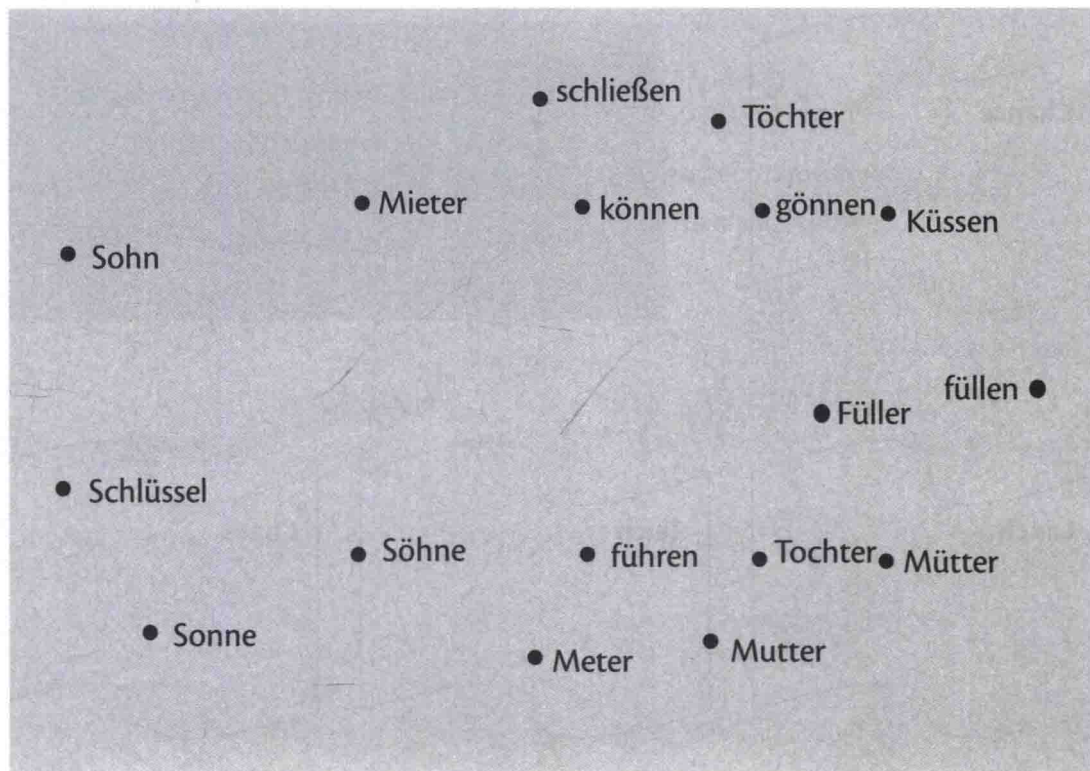 schließen
Töchter
Mieter können gönnen Küssen
Sohn
füllen
Füller
Schlüssel
Söhne führen Tochter Mütter
Sonne
Meter Mutter